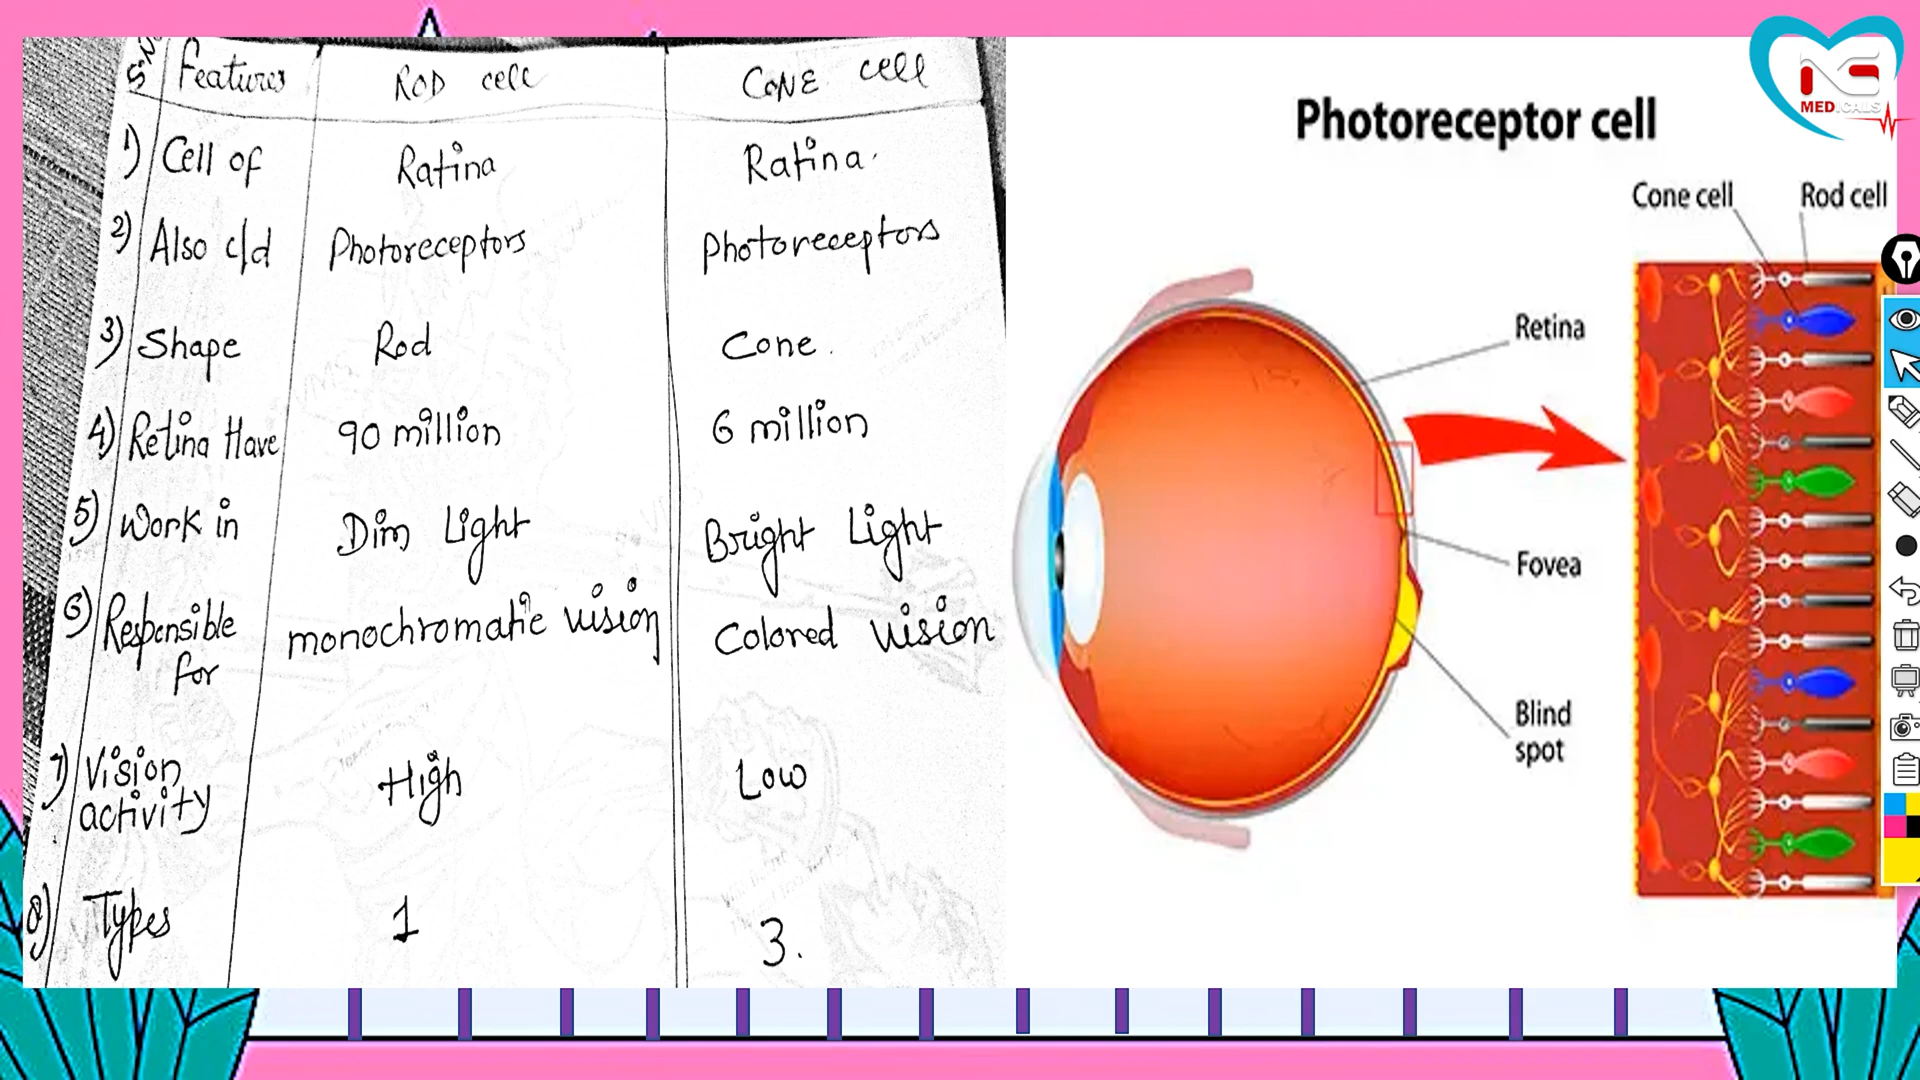 S.N Features ROD cell CONE cell
1) Cell of Ratina Ratina.
2) Also c/d Photoreceptors Photoreceptors
3) Shape Rod Cone.
4) Retina Have 90 million 6 million
5) Work in Dim Light Bright Light
6) Responsible for monochromatic vision Colored vision
7) Vision activity High Low
8) Types 1 3.
Photoreceptor cell
Cone cell
Rod cell
Retina
Fovea
Blind
spot
MEDICALS